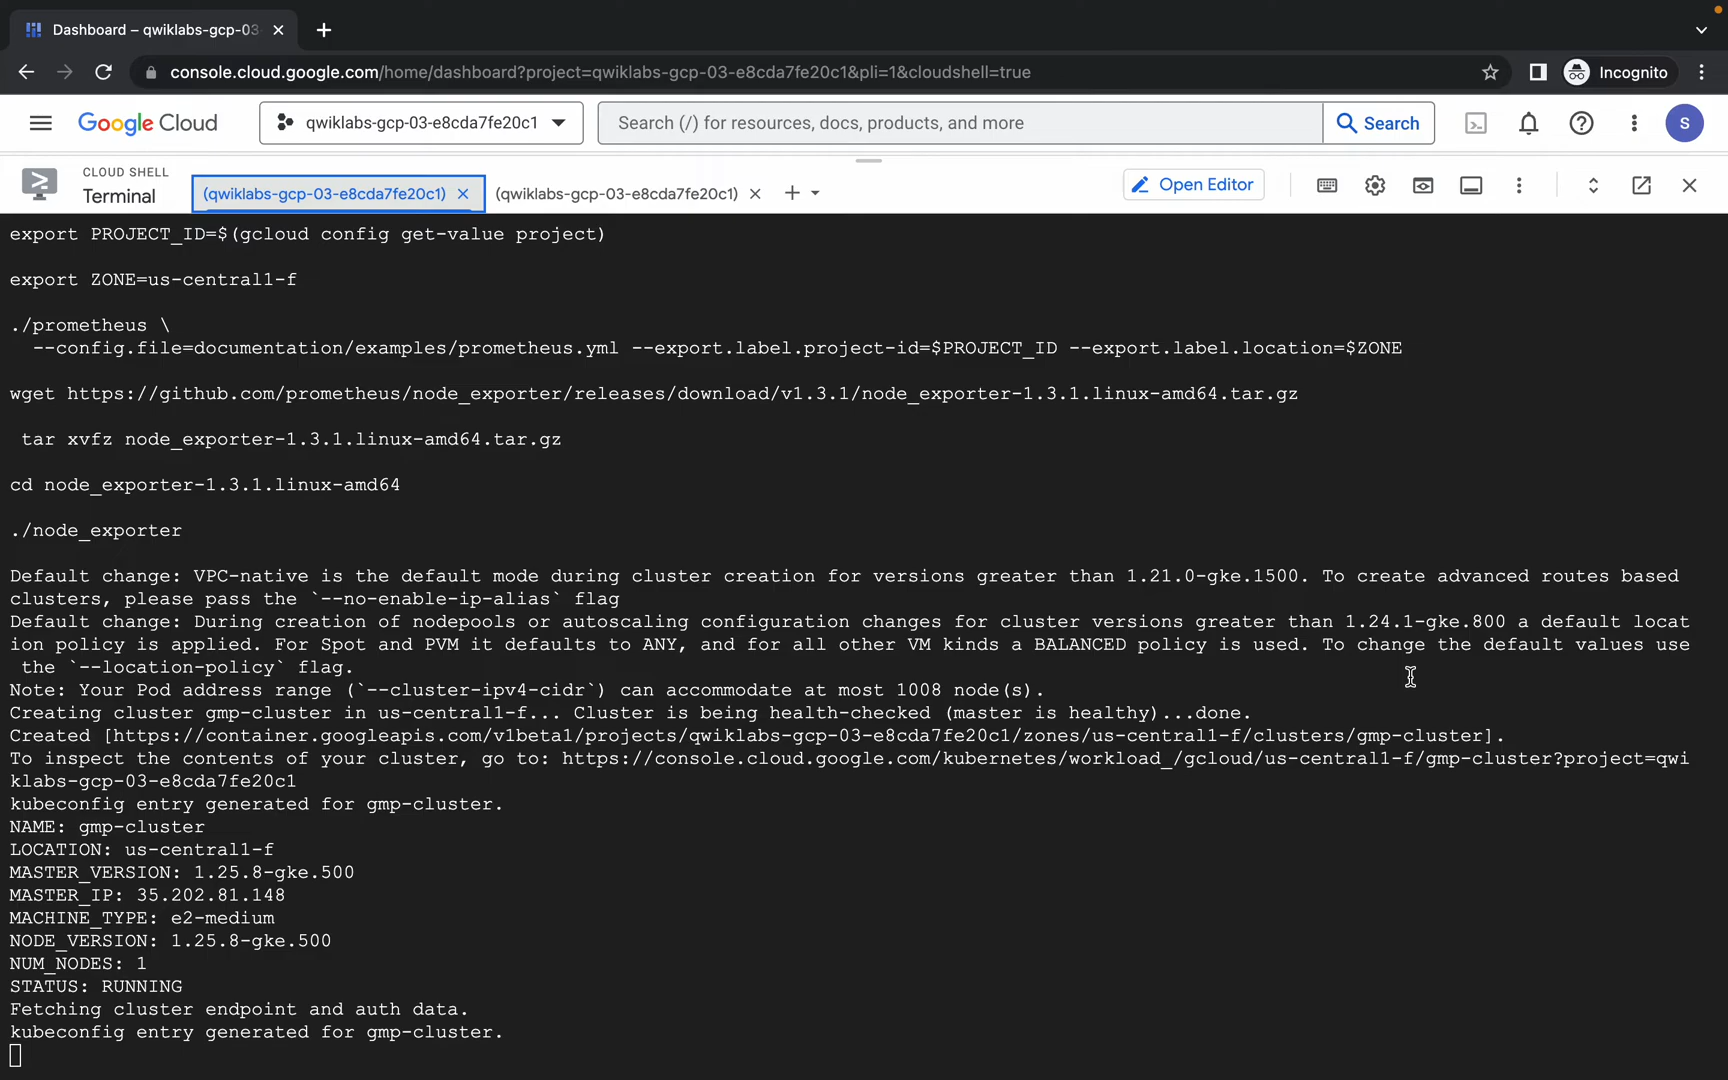 Dashboard – qwiklabs-gcp-03
console.cloud.google.com/home/dashboard?project=qwiklabs-gcp-03-e8cda7fe20c1&pli=1&cloudshell=true
Incognito
Google Cloud
qwiklabs-gcp-03-e8cda7fe20c1
Search (/) for resources, docs, products, and more
Search
S
CLOUD SHELL
Terminal
(qwiklabs-gcp-03-e8cda7fe20c1)
(qwiklabs-gcp-03-e8cda7fe20c1)
Open Editor
export PROJECT_ID=$(gcloud config get-value project)
export ZONE=us-central1-f
./prometheus \
--config.file=documentation/examples/prometheus.yml --export.label.project-id=$PROJECT_ID --export.label.location=$ZONE
wget https://github.com/prometheus/node_exporter/releases/download/v1.3.1/node_exporter-1.3.1.linux-amd64.tar.gz
tar xvfz node_exporter-1.3.1.linux-amd64.tar.gz
cd node_exporter-1.3.1.linux-amd64
./node_exporter
Default change: VPC-native is the default mode during cluster creation for versions greater than 1.21.0-gke.1500. To create advanced routes based
clusters, please pass the `--no-enable-ip-alias` flag
Default change: During creation of nodepools or autoscaling configuration changes for cluster versions greater than 1.24.1-gke.800 a default locat
ion policy is applied. For Spot and PVM it defaults to ANY, and for all other VM kinds a BALANCED policy is used. To change the default values use
the `--location-policy` flag.
Note: Your Pod address range (`--cluster-ipv4-cidr`) can accommodate at most 1008 node(s).
Creating cluster gmp-cluster in us-central1-f... Cluster is being health-checked (master is healthy)...done.
Created [https://container.googleapis.com/v1beta1/projects/qwiklabs-gcp-03-e8cda7fe20c1/zones/us-central1-f/clusters/gmp-cluster].
To inspect the contents of your cluster, go to: https://console.cloud.google.com/kubernetes/workload_/gcloud/us-central1-f/gmp-cluster?project=qwi
klabs-gcp-03-e8cda7fe20c1
kubeconfig entry generated for gmp-cluster.
NAME: gmp-cluster
LOCATION: us-central1-f
MASTER_VERSION: 1.25.8-gke.500
MASTER_IP: 35.202.81.148
MACHINE_TYPE: e2-medium
NODE_VERSION: 1.25.8-gke.500
NUM_NODES: 1
STATUS: RUNNING
Fetching cluster endpoint and auth data.
kubeconfig entry generated for gmp-cluster.